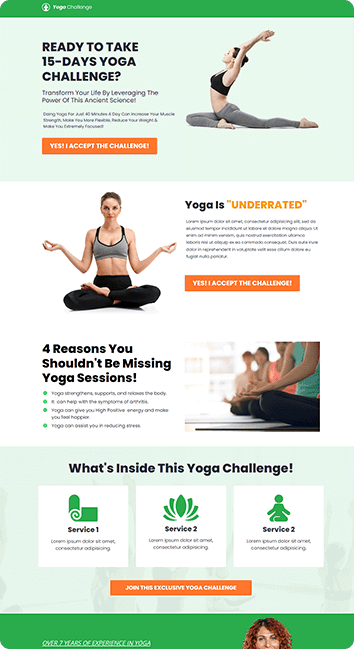 Yoga Challenge
READY TO TAKE
15-DAYS YOGA
CHALLENGE?
Transform Your Life By Leveraging The
Power Of This Ancient Science!
Doing Yoga For Just 90 Minutes A Day Can Increase Your Muscle
Strength, Make You More Flexible, Reduce Your Weight &
Make You Extremely Focused!
YES! I ACCEPT THE CHALLENGE!
Yoga Is "UNDERRATED"
Lorem ipsum dolor sit amet, consectetur adipisicing elit, sed do
eiusmod tempor incididunt ut labore et dolore magna aliqua. Ut
enim ad minim veniam, quis nostrud exercitation ullamco
laboris nisi ut aliquip ex ea commodo consequat. Duis aute irure
dolor in reprehenderit in voluptate velit esse cillum dolore eu
fugiat nulla pariatur.
YES! I ACCEPT THE CHALLENGE!
4 Reasons You
Shouldn't Be Missing
Yoga Sessions!
Yoga strengthens, supports, and relaxes the body.
It can help with the symptoms of arthritis.
Yoga can give you High Positive energy and make
you feel happier.
Yoga can assist you in reducing stress.
What's Inside This Yoga Challenge!
Service 1
Lorem ipsum dolor sit amet,
consectetur adipisicing.
Service 2
Lorem ipsum dolor sit amet,
consectetur adipisicing.
Service 2
Lorem ipsum dolor sit amet,
consectetur adipisicing.
JOIN THIS EXCLUSIVE YOGA CHALLENGE
OVER 7 YEARS OF EXPERIENCE IN YOGA